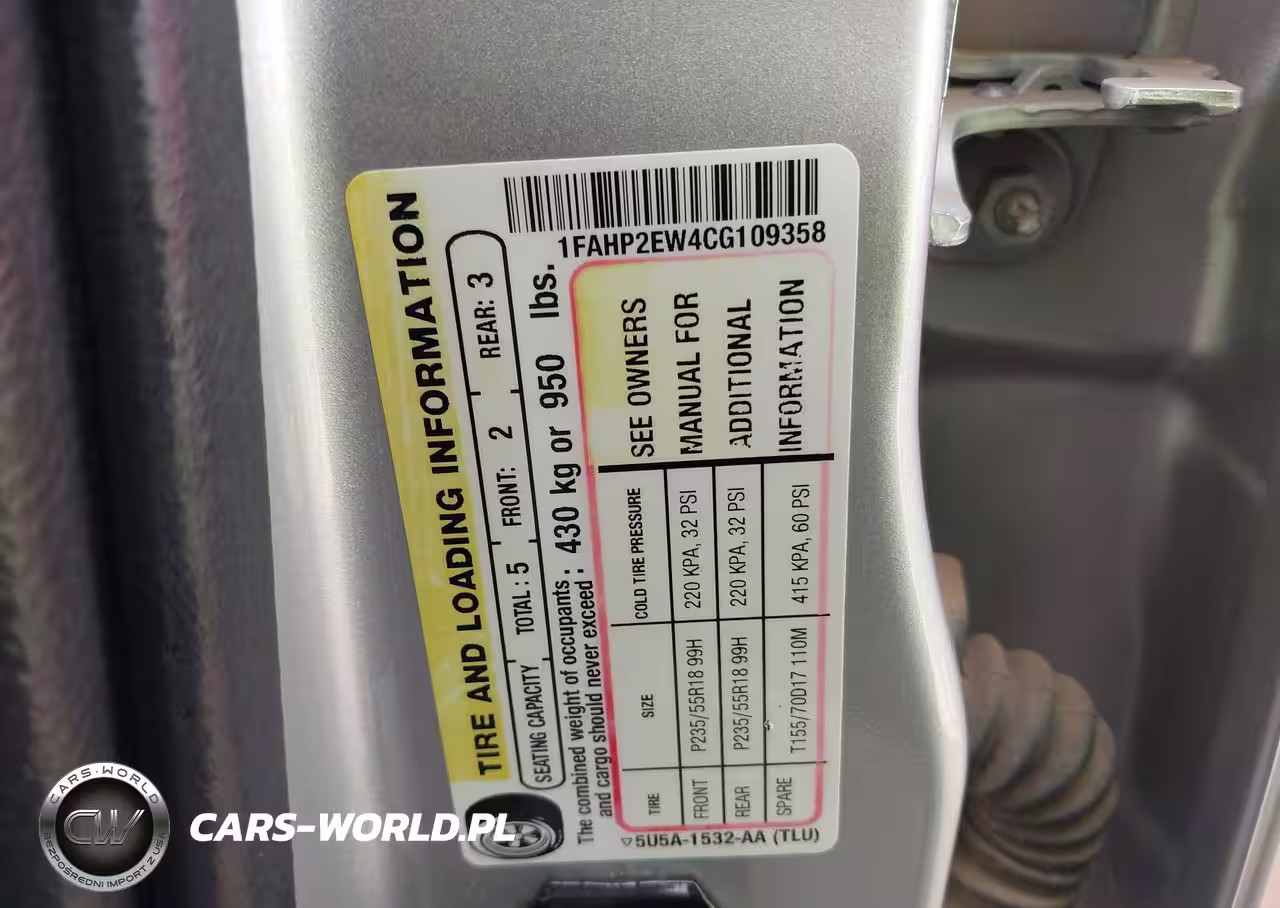 TIRE AND LOADING INFORMATION
SEATING CAPACITY TOTAL : 5 FRONT: 2 REAR: 3
The combined weight of occupants and cargo should never exceed : 430 kg or 950 lbs.
TIRE SIZE COLD TIRE PRESSURE
FRONT P235/55R18 99H 220 KPA, 32 PSI
REAR P235/55R18 99H 220 KPA, 32 PSI
SPARE T155/70D17 110M 415 KPA, 60 PSI
SEE OWNERS
MANUAL FOR
ADDITIONAL
INFORMATION
1FAHP2EW4CG109358
5U5A-1532-AA (TLU)
CARS-WORLD
CW
BEZPOŚREDNI IMPORT Z USA
CARS-WORLD.PL